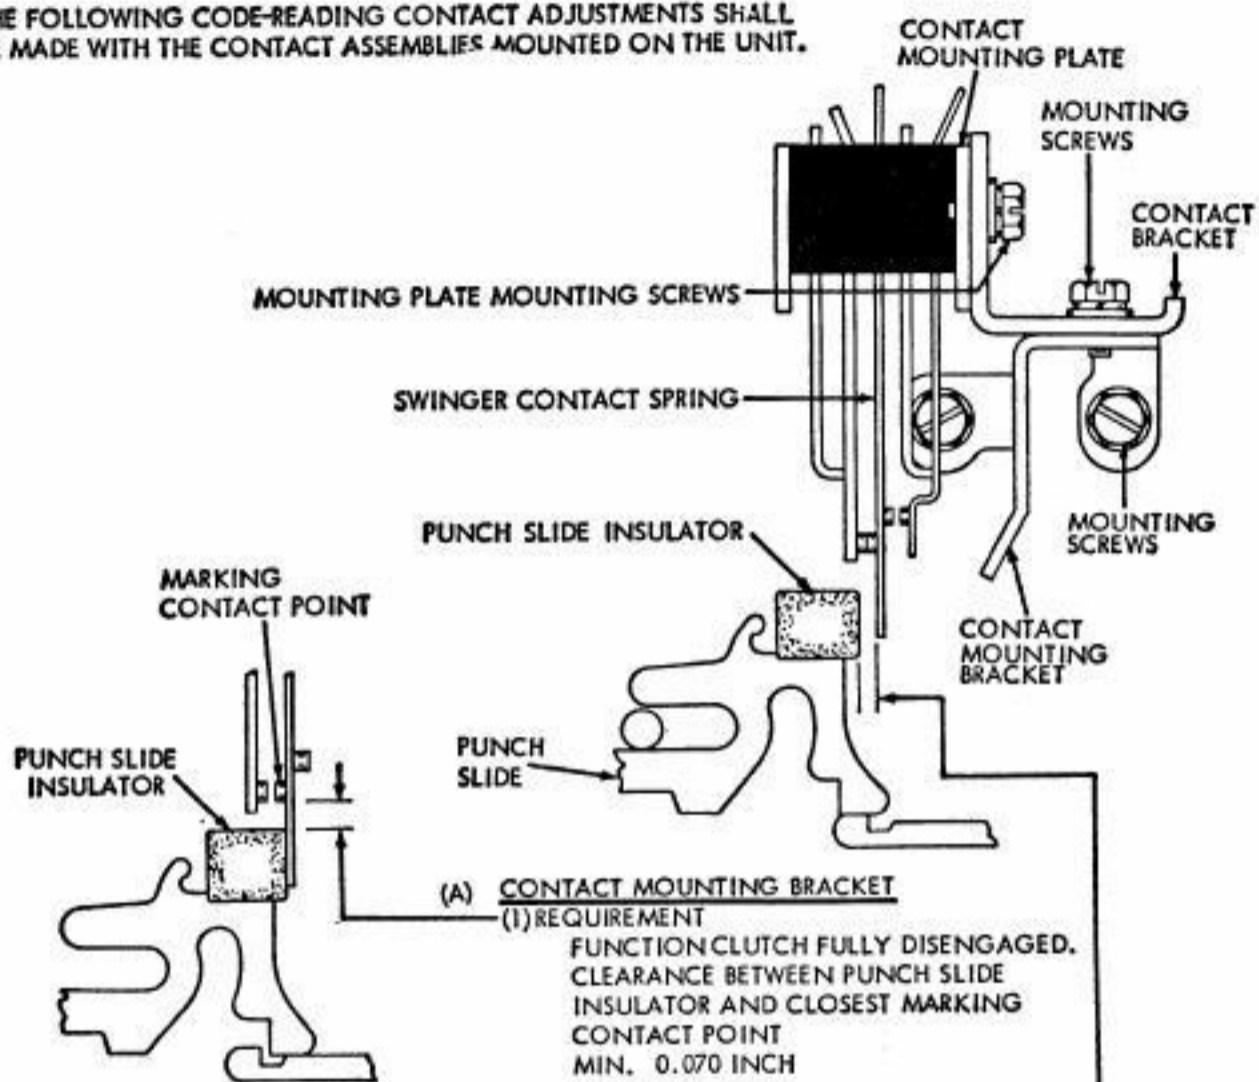 FOLLOWING CODE-READING CONTACT ADJUSTMENTS SHALL
MADE WITH THE CONTACT ASSEMBLIES MOUNTED ON THE UNIT.
CONTACT
MOUNTING PLATE
MOUNTING
SCREWS
CONTACT
BRACKET
MOUNTING PLATE MOUNTING SCREWS
SWINGER CONTACT SPRING
PUNCH SLIDE INSULATOR
MOUNTING
SCREWS
MARKING
CONTACT POINT
CONTACT
MOUNTING
BRACKET
PUNCH SLIDE
INSULATOR
PUNCH
SLIDE
(A) CONTACT MOUNTING BRACKET
(1) REQUIREMENT
FUNCTION CLUTCH FULLY DISENGAGED.
CLEARANCE BETWEEN PUNCH SLIDE
INSULATOR AND CLOSEST MARKING
CONTACT POINT
MIN. 0.070 INCH